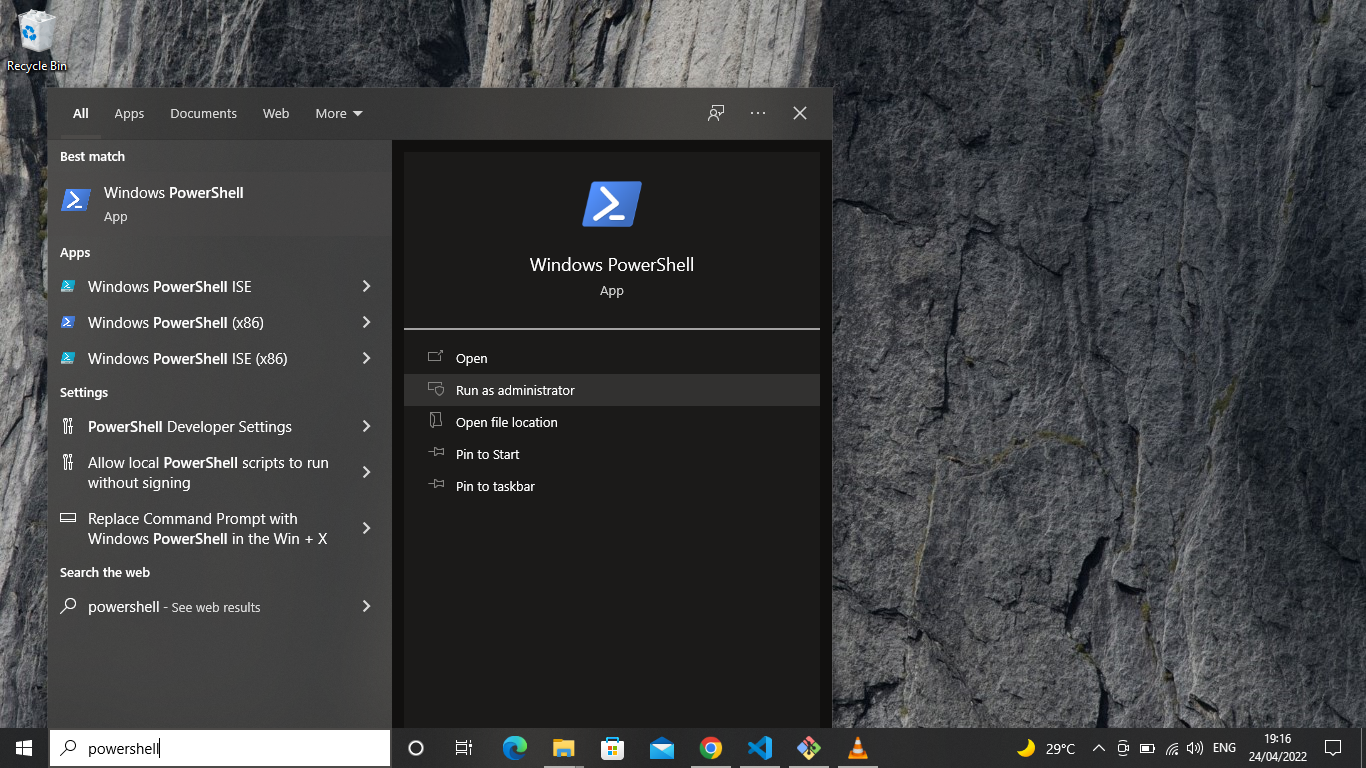 Recycle Bin
All Apps Documents Web More
Best match
Windows PowerShell
App
Apps
Windows PowerShell ISE
Windows PowerShell (x86)
Windows PowerShell ISE (x86)
Settings
PowerShell Developer Settings
Allow local PowerShell scripts to run
without signing
Replace Command Prompt with
Windows PowerShell in the Win + X
Search the web
powershell - See web results
Windows PowerShell
App
Open
Run as administrator
Open file location
Pin to Start
Pin to taskbar
powershell
29°C
ENG
19:16
24/04/2022